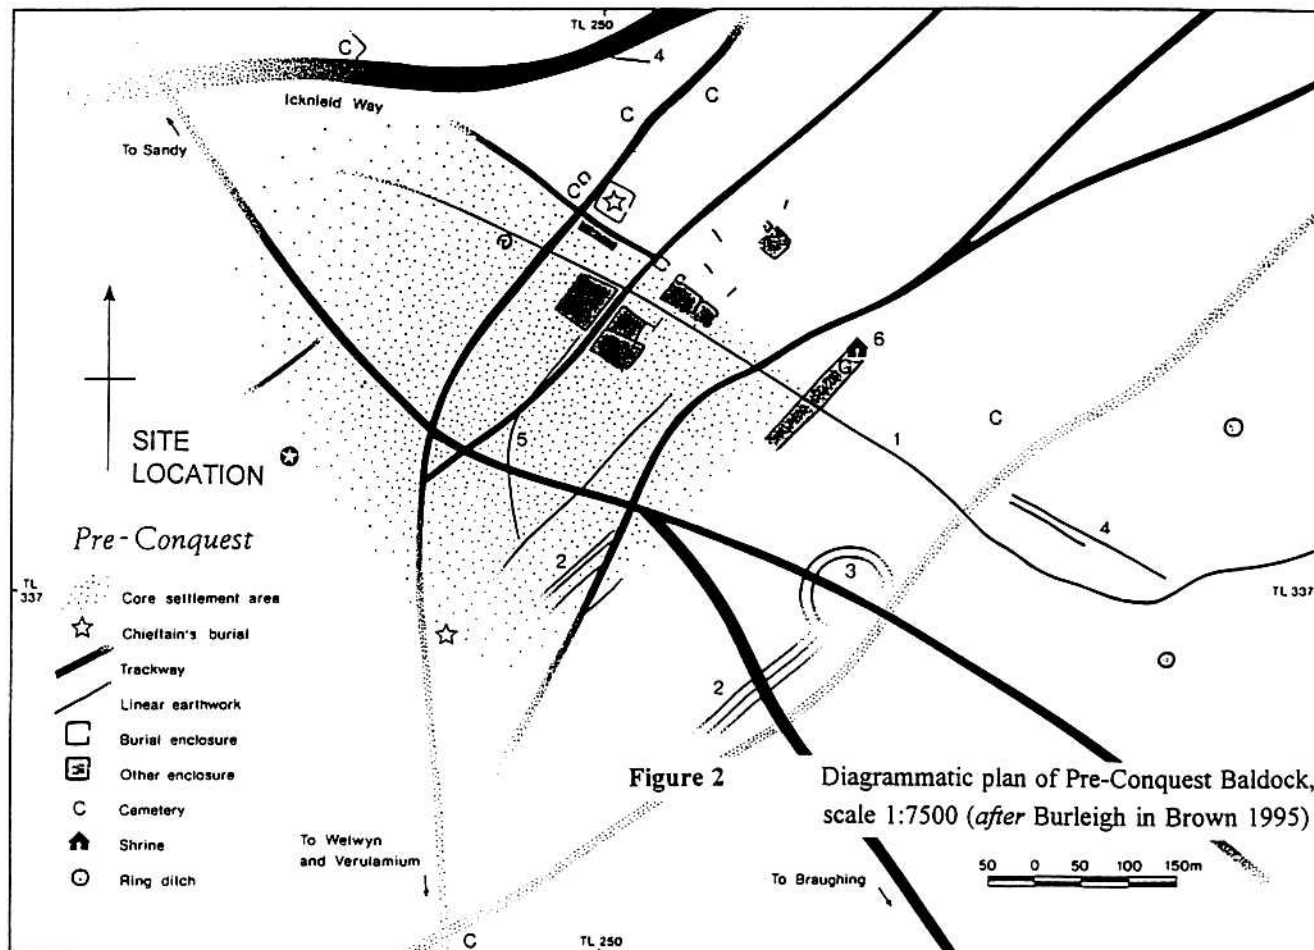 TL 250
C
4
Icknield Way
C
C
To Sandy
C
C
C
C
6
G
C
1
5
SITE
LOCATION
4
Pre-Conquest
2
3
TL
337
TL 337
Core settlement area
Chieftain's burial
Trackway
2
Linear earthwork
Burial enclosure
Other enclosure
C Cemetery
Shrine
Ring ditch
Figure 2 Diagrammatic plan of Pre-Conquest Baldock,
scale 1:7500 (after Burleigh in Brown 1995)
To Welwyn
and Verulamium
50 0 50 100 150m
To Braughing
C
TL 250